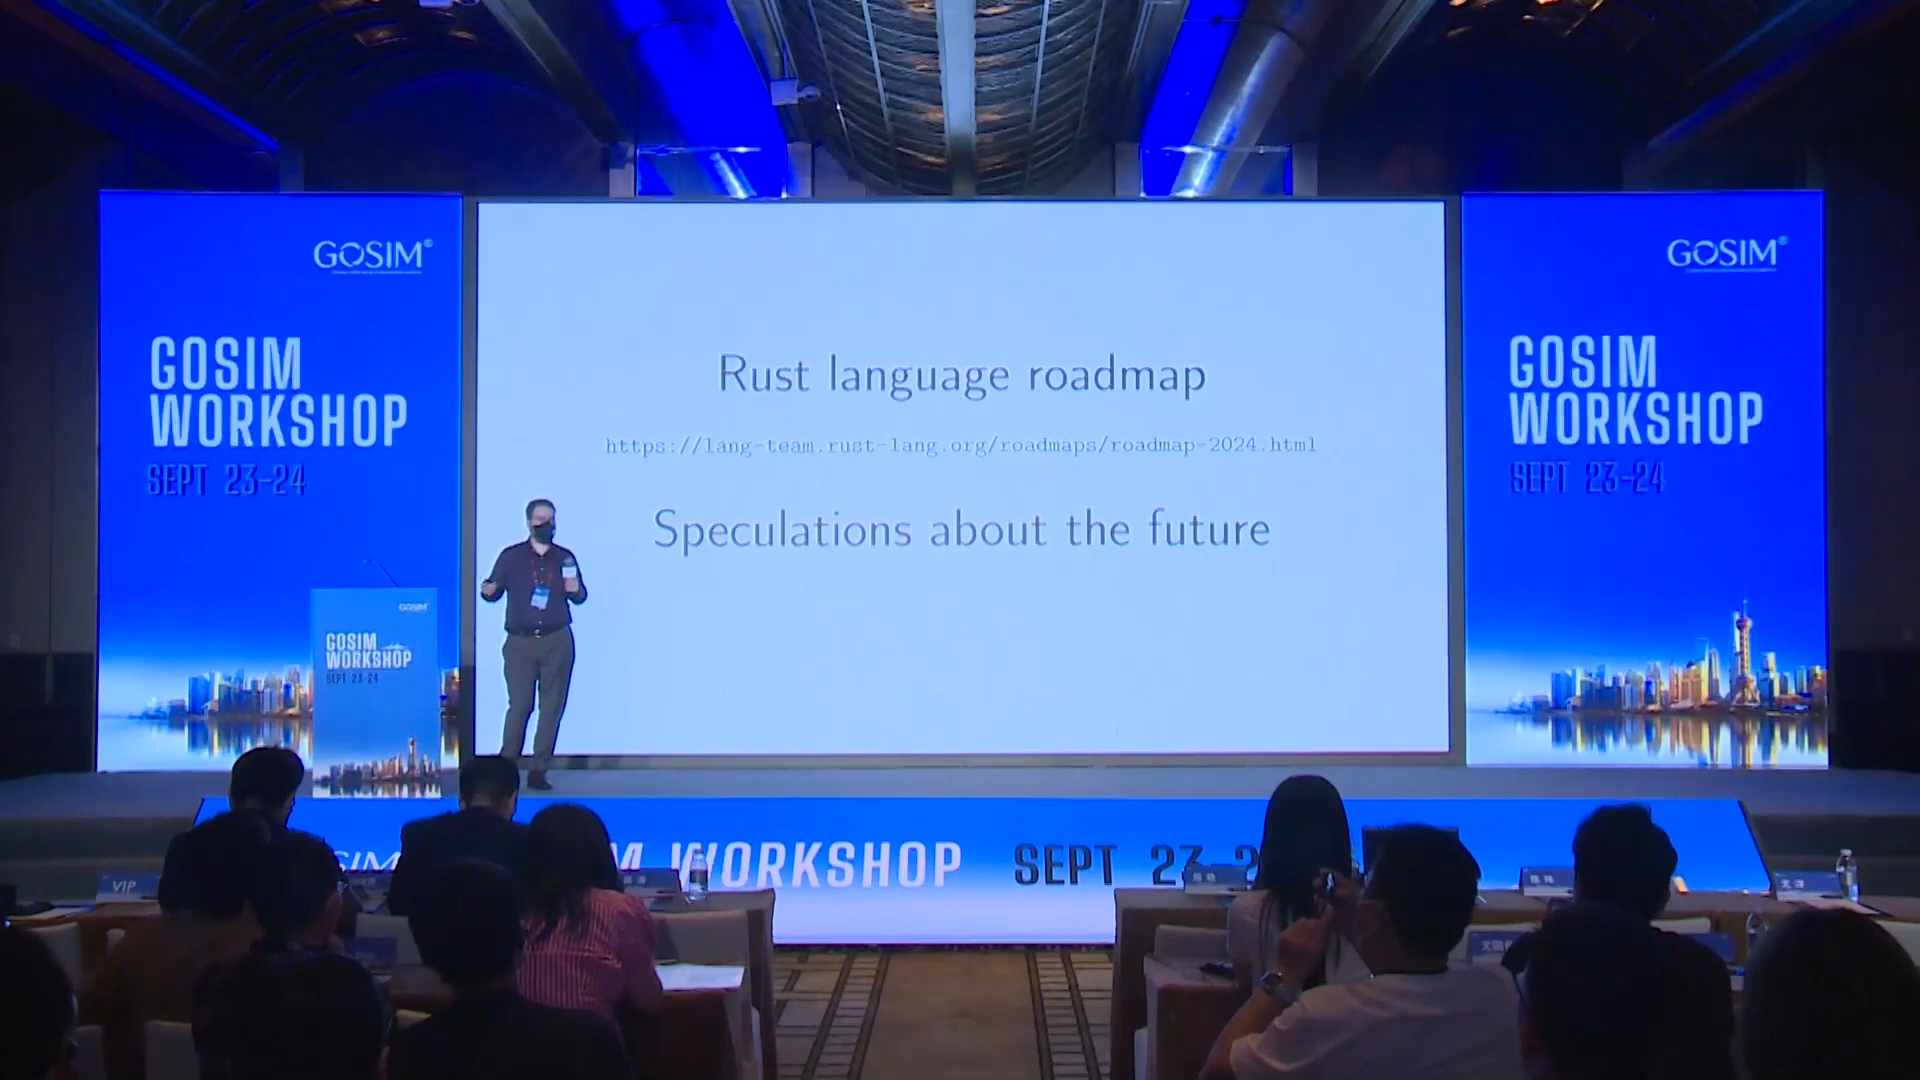 GOSIM®
GOSIM
WORKSHOP
SEPT 23-24
GOSIM
GOSIM
WORKSHOP
SEPT 23-24
Rust language roadmap
https://lang-team.rust-lang.org/roadmaps/roadmap-2024.html
Speculations about the future
GOSIM®
GOSIM
WORKSHOP
SEPT 23-24
WORKSHOP SEPT
VIP